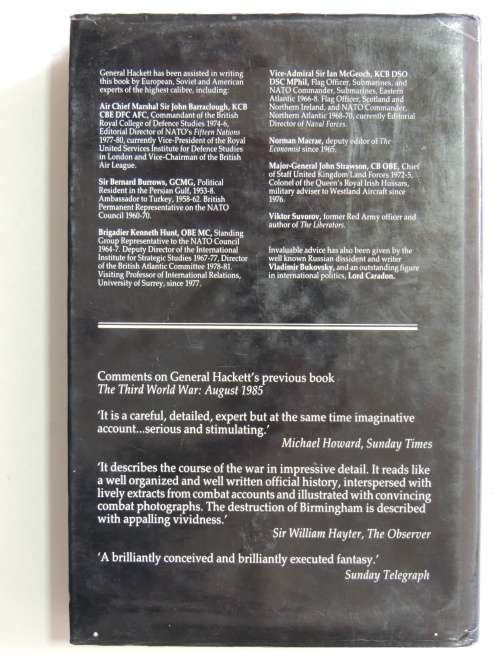 General Hackett has been assisted in writing
this book by European, Soviet and American
experts of the highest calibre, including:
Air Chief Marshal Sir John Barraclough, KCB
CBE DFC AFC, Commandant of the British
Royal College of Defence Studies 1974-6,
Editorial Director of NATO's Fifteen Nations
1977-80, currently Vice-President of the Royal
United Services Institute for Defence Studies
in London and Vice-Chairman of the British
Air League.
Sir Bernard Burrows, GCMG, Political
Resident in the Persian Gulf, 1953-8.
Ambassador to Turkey, 1958-62. British
Permanent Representative on the NATO
Council 1960-70.
Brigadier Kenneth Hunt, OBE MC, Standing
Group Representative to the NATO Council
1964-7. Deputy Director of the International
Institute for Strategic Studies 1967-77, Director
of the British Atlantic Committee 1978-81.
Visiting Professor of International Relations,
University of Surrey, since 1977.
Vice-Admiral Sir Ian McGeoch, KCB DSO
DSC MPhil, Flag Officer, Submarines, and
NATO Commander, Submarines, Eastern
Atlantic 1966-8. Flag Officer, Scotland and
Northern Ireland, and NATO Commander,
Northern Atlantic 1968-70, currently Editorial
Director of Naval Forces.
Norman Macrae, deputy editor of The
Economist since 1965.
Major-General John Strawson, CB OBE, Chief
of Staff United Kingdom Land Forces 1972-5,
Colonel of the Queen's Royal Irish Hussars,
military adviser to Westland Aircraft since
1976.
Viktor Suvorov, former Red Army officer and
author of The Liberators.
Invaluable advice has also been given by the
well known Russian dissident and writer
Vladimir Bukovsky, and an outstanding figure
in international politics, Lord Caradon.
Comments on General Hackett's previous book
The Third World War: August 1985
'It is a careful, detailed, expert but at the same time imaginative
account...serious and stimulating.'
Michael Howard, Sunday Times
'It describes the course of the war in impressive detail. It reads like
a well organized and well written official history, interspersed with
lively extracts from combat accounts and illustrated with convincing
combat photographs. The destruction of Birmingham is described
with appalling vividness.'
Sir William Hayter, The Observer
'A brilliantly conceived and brilliantly executed fantasy.'
Sunday Telegraph